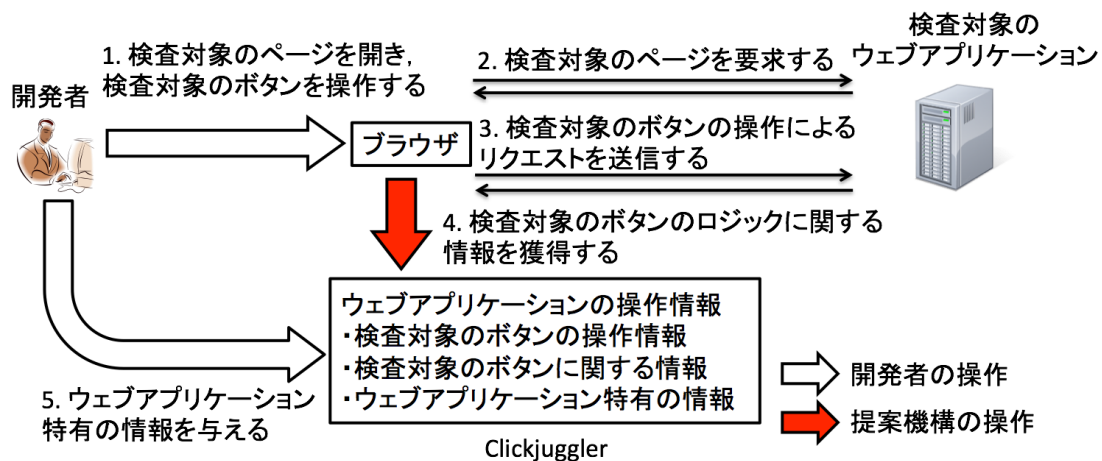 検査対象の
ウェブアプリケーション
1. 検査対象のページを開き,
検査対象のボタンを操作する
2. 検査対象のページを要求する
開発者
ブラウザ
3. 検査対象のボタンの操作による
リクエストを送信する
4. 検査対象のボタンのロジックに関する
情報を獲得する
ウェブアプリケーションの操作情報
・検査対象のボタンの操作情報
・検査対象のボタンに関する情報
・ウェブアプリケーション特有の情報
5. ウェブアプリケーション
特有の情報を与える
開発者の操作
提案機構の操作
Clickjuggler